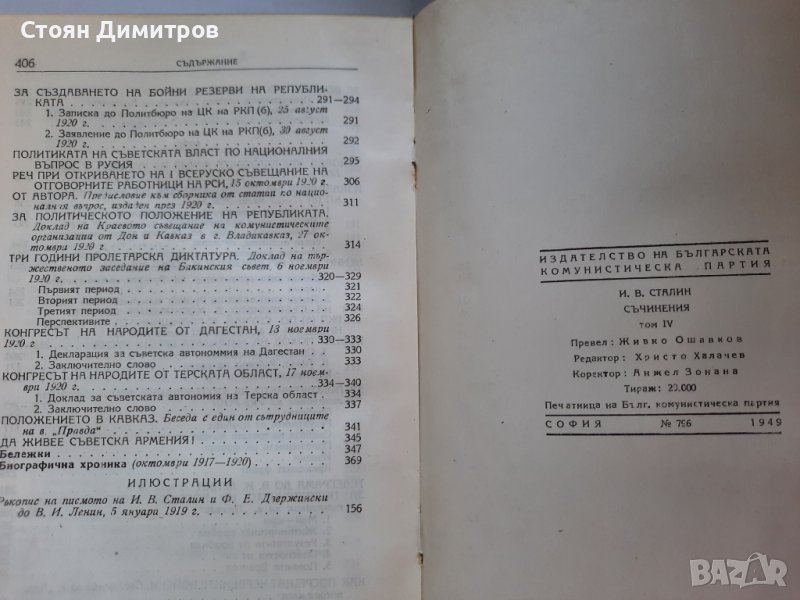 Стоян Димитров
406 СЪДЪРЖАНИЕ
ЗА СЪЗДАВАНЕТО НА БОЙНИ РЕЗЕРВИ НА РЕПУБЛИ-
КАТА 291—294
1. Записка до Политбюро на ЦК на РКП(б), 25 август
1920 г. 291
2. Заявление до Политбюро на ЦК на РКП(б), 30 август
1920 г. 292
ПОЛИТИКАТА НА СЪВЕТСКАТА ВЛАСТ ПО НАЦИОНАЛНИЯ
ВЪПРОС В РУСИЯ 295
РЕЧ ПРИ ОТКРИВАНЕТО НА I ВСЕРУСКО СЪВЕЩАНИЕ НА
ОТГОВОРНИТЕ РАБОТНИЦИ НА РСИ, 15 октомври 1920 г. 306
ОТ АВТОРА. Предисловие към сборника от статии по нацио-
налния въпрос, издаден през 1920 г. 311
ЗА ПОЛИТИЧЕСКОТО ПОЛОЖЕНИЕ НА РЕПУБЛИКАТА.
Доклад на Краевото съвещание на комунистическите
организации от Дон и Кавказ в г. Владикавказ, 27 ок-
томври 1920 г. 314
ТРИ ГОДИНИ ПРОЛЕТАРСКА ДИКТАТУРА. Доклад на тър-
жественото заседание на Бакинския съвет, 6 ноември
1920 г. 320—329
Първият период 321
Вторият период 322
Третият период 324
Перспективите 326
КОНГРЕСЪТ НА НАРОДИТЕ ОТ ДАГЕСТАН, 13 ноември
1920 г. 330—333
1. Декларация за съветска автономия на Дагестан 330
2. Заключително слово 333
КОНГРЕСЪТ НА НАРОДИТЕ ОТ ТЕРСКАТА ОБЛАСТ, 17 ноем-
ври 1920 г. 334—340
1. Доклад за съветската автономия на Терска област 334
2. Заключително слово 337
ПОЛОЖЕНИЕТО В КАВКАЗ. Беседа с един от сътрудниците
на в. „Правда“ 341
ДА ЖИВЕЕ СЪВЕТСКА АРМЕНИЯ! 345
Бележки 347
Биографична хроника (октомври 1917—1920) 369
ИЛЮСТРАЦИИ
Ръкопис на писмото на И. В. Сталин и Ф. Е. Дзержински
до В. И. Ленин, 5 януари 1919 г. 156
ИЗДАТЕЛСТВО НА БЪЛГАРСКАТА
КОМУНИСТИЧЕСКА ПАРТИЯ
И. В. СТАЛИН
СЪЧИНЕНИЯ
том IV
Превел: Живко Ошавков
Редактор: Христо Халачев
Коректор: Анжел Зонана
Тираж: 20.000
Печатница на Бълг. комунистическа партия
СОФИЯ № 796 1949
BAZAR
bg